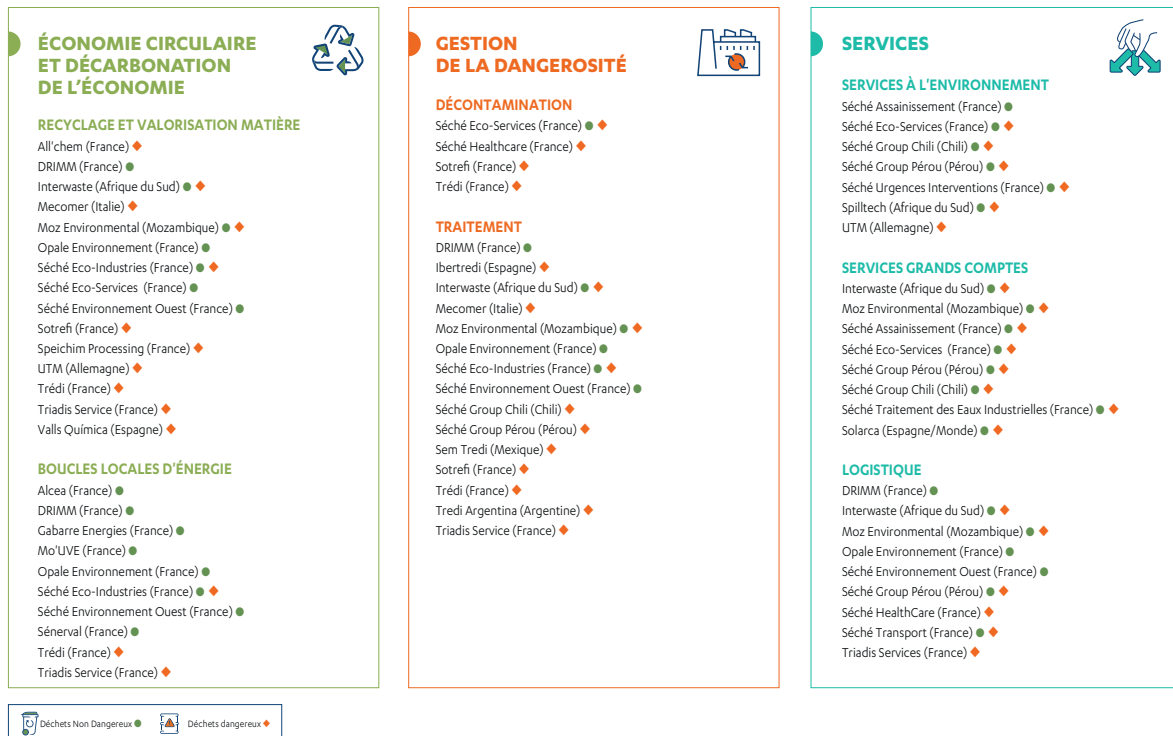 ÉCONOMIE CIRCULAIRE
ET DÉCARBONATION
DE L'ÉCONOMIE
RECYCLAGE ET VALORISATION MATIÈRE
All'chem (France) ◆
DRIMM (France) ●
Interwaste (Afrique du Sud) ● ◆
Mecomer (Italie) ◆
Moz Environmental (Mozambique) ● ◆
Opale Environnement (France) ●
Séché Eco-Industries (France) ● ◆
Séché Eco-Services (France) ●
Séché Environnement Ouest (France) ●
Sotrefi (France) ◆
Speichim Processing (France) ◆
UTM (Allemagne) ◆
Trédi (France) ◆
Triadis Service (France) ◆
Valls Química (Espagne) ◆
BOUCLES LOCALES D'ÉNERGIE
Alcea (France) ●
DRIMM (France) ●
Gabarre Energies (France) ●
Mo'UVE (France) ●
Opale Environnement (France) ●
Séché Eco-Industries (France) ● ◆
Séché Environnement Ouest (France) ●
Sénerval (France) ●
Trédi (France) ◆
Triadis Service (France) ◆
GESTION
DE LA DANGEROSITÉ
DÉCONTAMINATION
Séché Eco-Services (France) ● ◆
Séché Healthcare (France) ◆
Sotrefi (France) ◆
Trédi (France) ◆
TRAITEMENT
DRIMM (France) ●
Ibertredi (Espagne) ◆
Interwaste (Afrique du Sud) ● ◆
Mecomer (Italie) ◆
Moz Environmental (Mozambique) ● ◆
Opale Environnement (France) ●
Séché Eco-Industries (France) ● ◆
Séché Environnement Ouest (France) ●
Séché Group Chili (Chili) ◆
Séché Group Pérou (Pérou) ◆
Sem Tredi (Mexique) ◆
Sotrefi (France) ◆
Trédi (France) ◆
Tredi Argentina (Argentine) ◆
Triadis Service (France) ◆
SERVICES
SERVICES À L'ENVIRONNEMENT
Séché Assainissement (France) ●
Séché Eco-Services (France) ● ◆
Séché Group Chili (Chili) ● ◆
Séché Group Pérou (Pérou) ● ◆
Séché Urgences Interventions (France) ● ◆
Spilltech (Afrique du Sud) ● ◆
UTM (Allemagne) ◆
SERVICES GRANDS COMPTES
Interwaste (Afrique du Sud) ● ◆
Moz Environmental (Mozambique) ● ◆
Séché Assainissement (France) ● ◆
Séché Eco-Services (France) ● ◆
Séché Group Pérou (Pérou) ● ◆
Séché Group Chili (Chili) ● ◆
Séché Traitement des Eaux Industrielles (France) ● ◆
Solarca (Espagne/Monde) ● ◆
LOGISTIQUE
DRIMM (France) ●
Interwaste (Afrique du Sud) ● ◆
Moz Environmental (Mozambique) ● ◆
Opale Environnement (France) ●
Séché Environnement Ouest (France) ●
Séché Group Pérou (Pérou) ● ◆
Séché HealthCare (France) ◆
Séché Transport (France) ● ◆
Triadis Services (France) ◆
Déchets Non Dangereux ● Déchets dangereux ◆